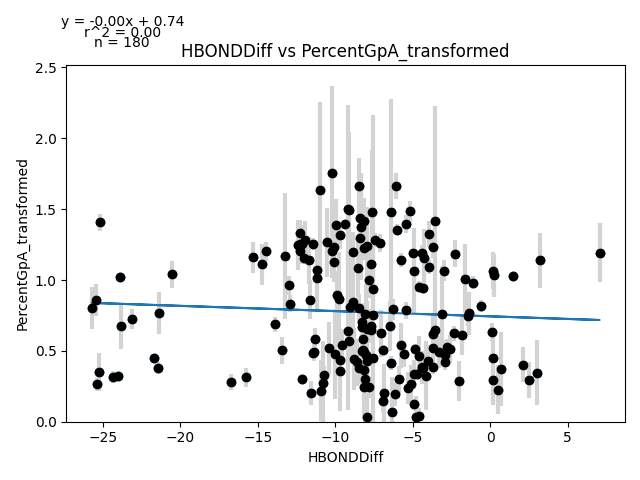 y = -0.00x + 0.74
r^2 = 0.00
n = 180
HBONDDiff vs PercentGpA_transformed
PercentGpA_transformed
2.5
2.0
1.5
1.0
0.5
0.0
−25
−20
−15
−10
−5
0
5
HBONDDiff